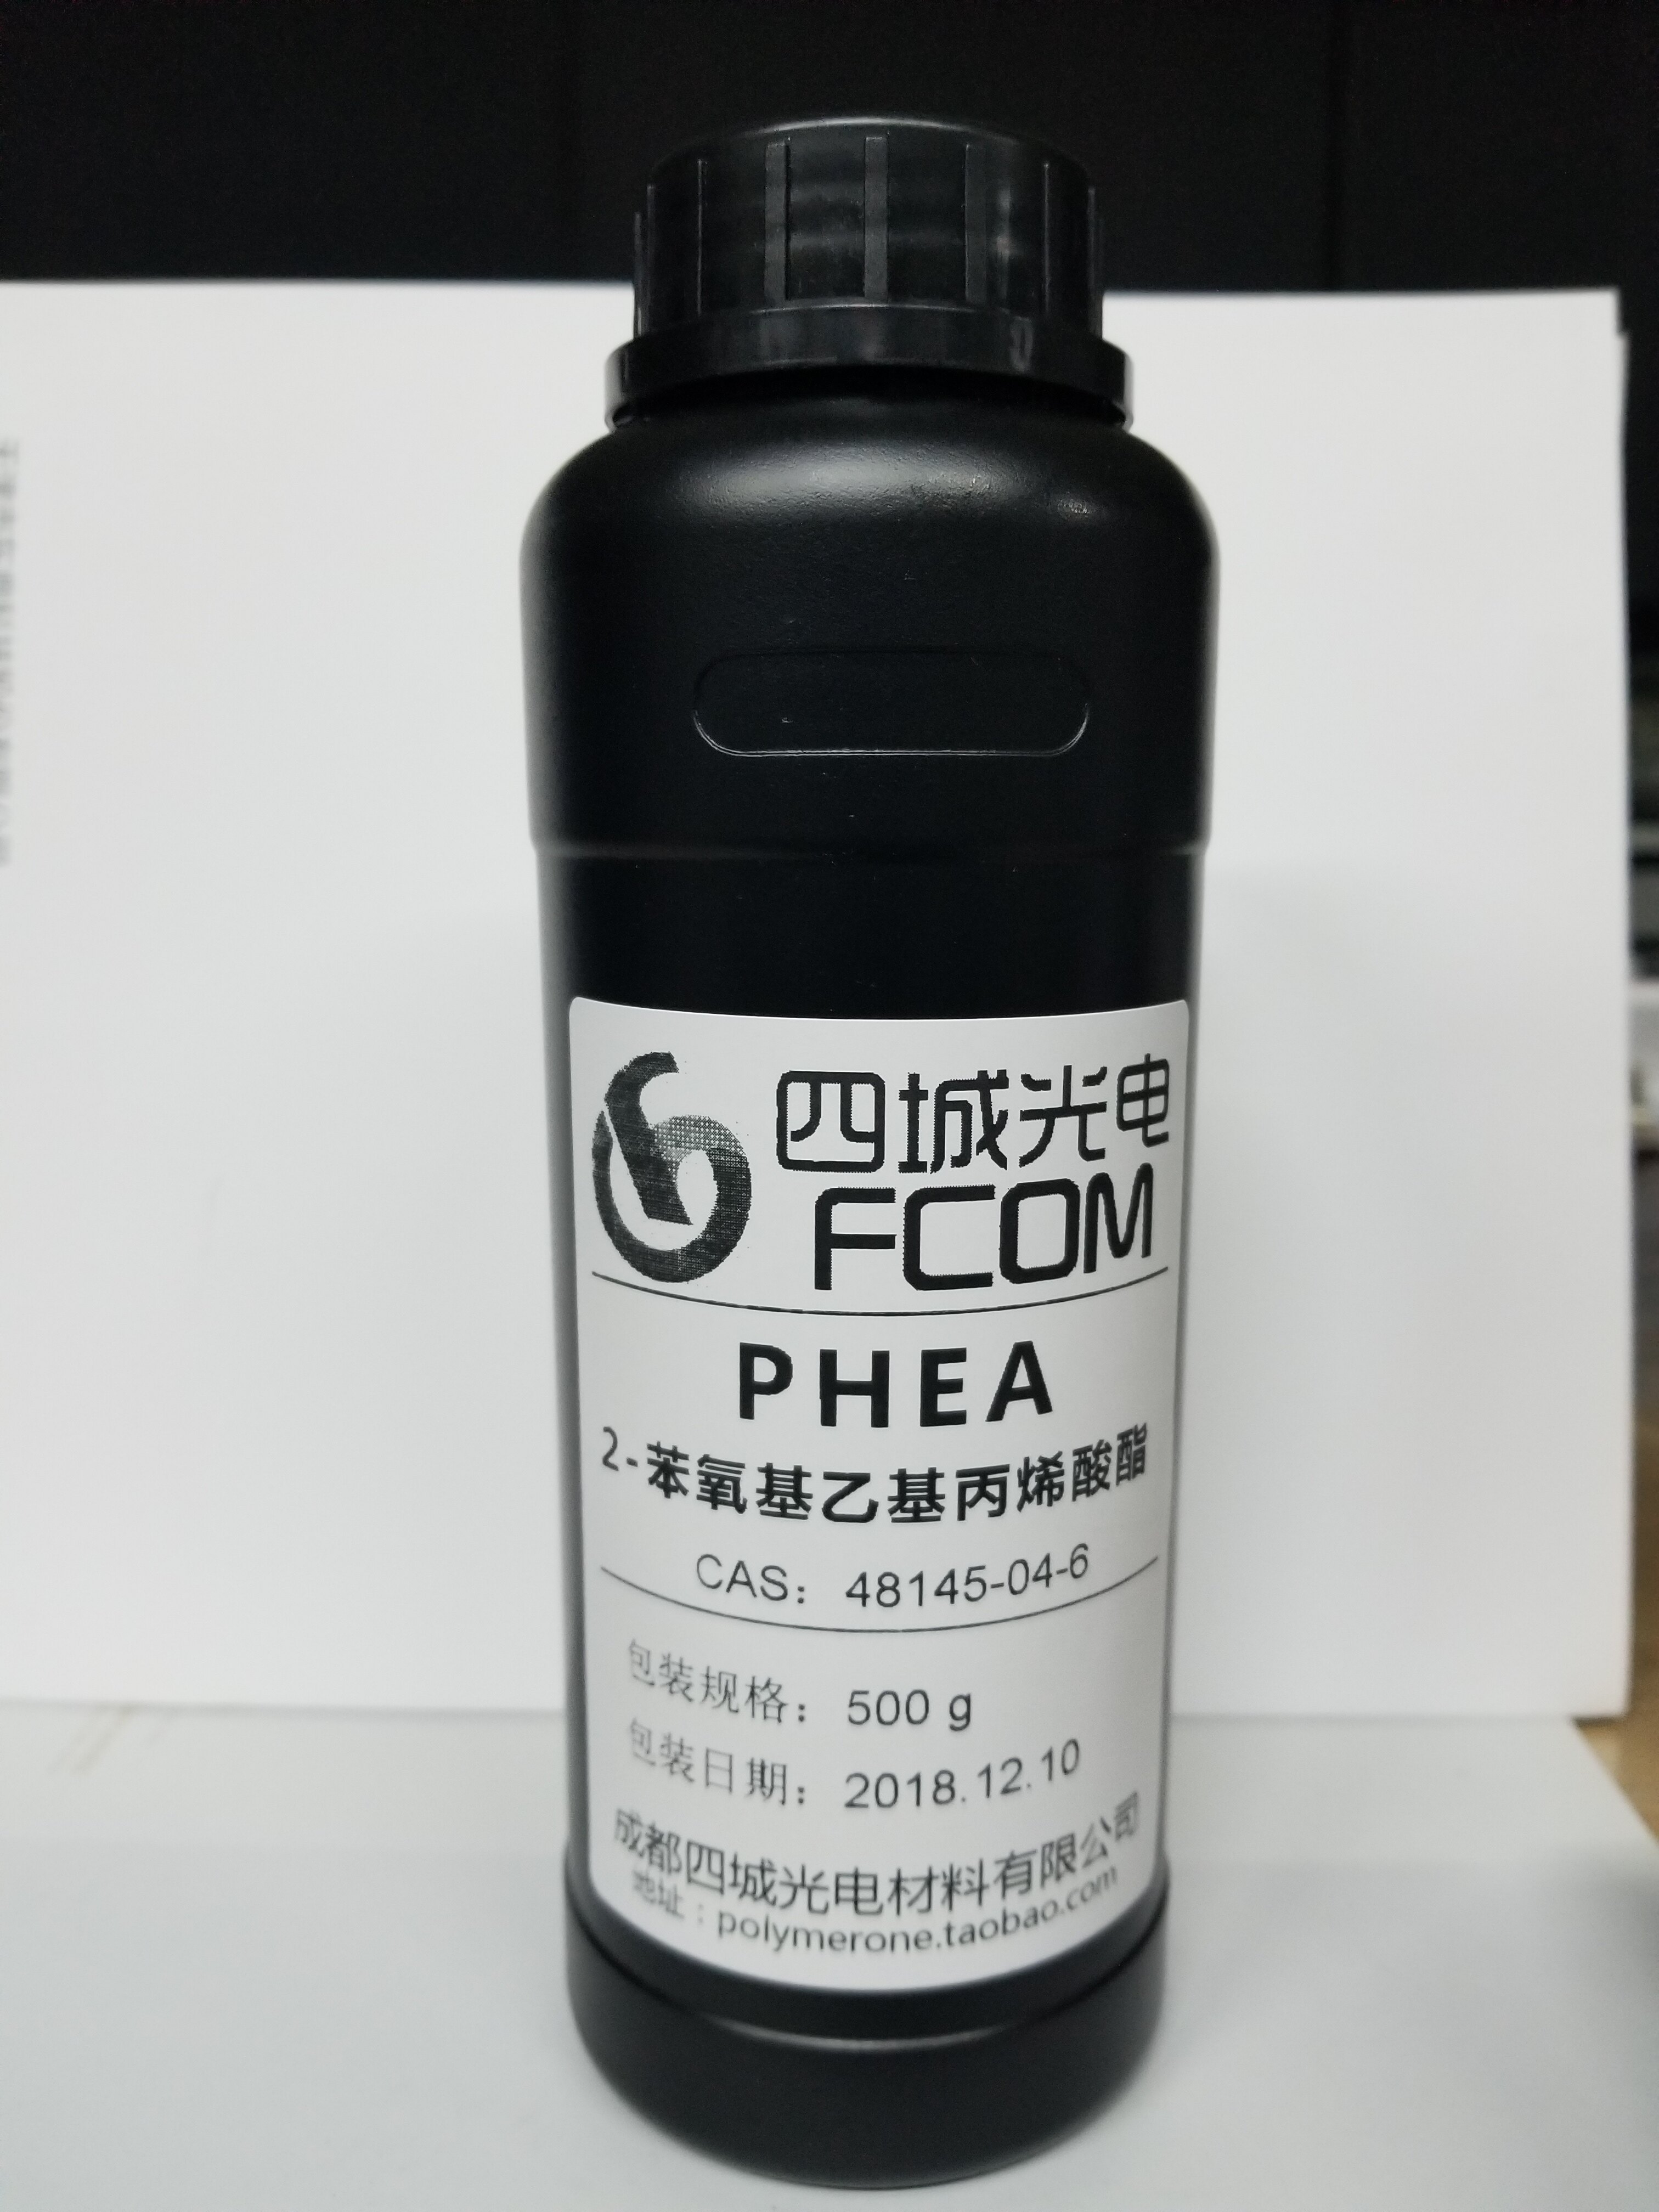 四城光电
FCOM
PHEA
2-苯氧基乙基丙烯酸酯
CAS：48145-04-6
包装规格：500 g
包装日期：2018.12.10
成都四城光电材料有限公司
地址：polymerone.taobao.com